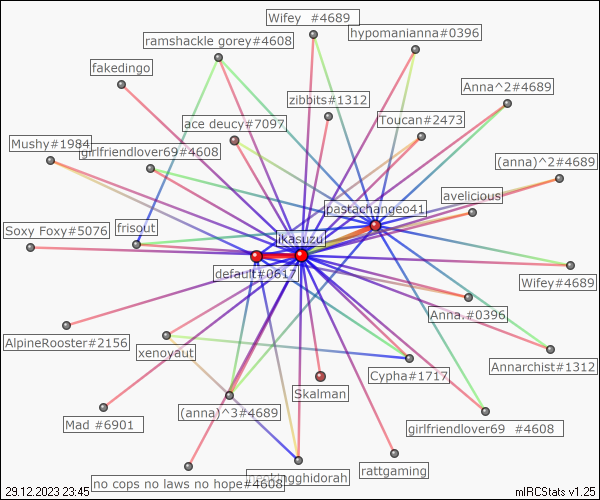 Wifey  #4689
hypomanianna#0396
ramshackle gorey#4608
fakedingo
Anna^2#4689
zibbits#1312
ace deucy#7097
Toucan#2473
Mushy#1984
girlfriendlover69#4608
(anna)^2#4689
avelicious
pastachangeo41
Soxy Foxy#5076
frisout
ikasuzu
default#0617
Wifey#4689
Anna.#0396
AlpineRooster#2156
xenoyaut
Cypha#1717
Annarchist#1312
Skalman
(anna)^3#4689
Mad #6901
girlfriendlover69  #4608
rattgaming
no cops no laws no hope#4608
29.12.2023 23:45
mIRCStats v1.25